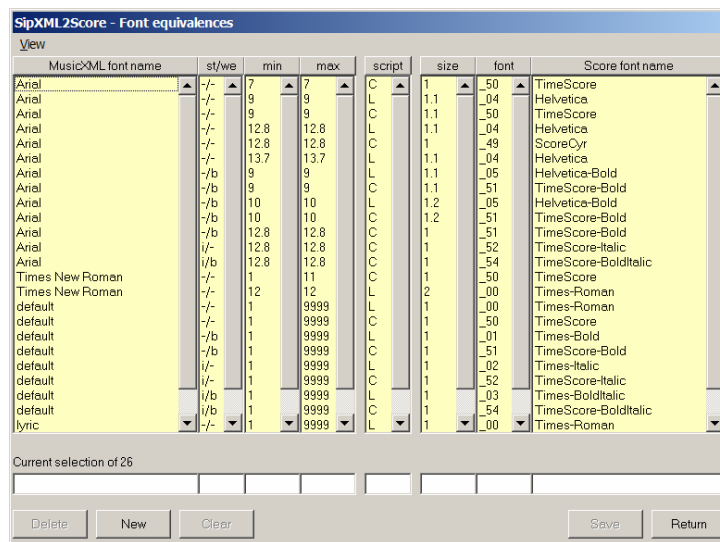 SipXML2Score - Font equivalences
View
MusicXML font name st/we min max script size font Score font name
Arial -/- 7 7 C 1 _50 TimeScore
Arial -/- 9 9 L 1.1 _04 Helvetica
Arial -/- 9 9 C 1.1 _50 TimeScore
Arial -/- 12.8 12.8 L 1.1 _04 Helvetica
Arial -/- 12.8 12.8 C 1 _49 ScoreCyr
Arial -/- 13.7 13.7 L 1.1 _04 Helvetica
Arial -/b 9 9 L 1.1 _05 Helvetica-Bold
Arial -/b 9 9 C 1.1 _51 TimeScore-Bold
Arial -/b 10 10 L 1.2 _05 Helvetica-Bold
Arial -/b 10 10 C 1.2 _51 TimeScore-Bold
Arial -/b 12.8 12.8 C 1 _51 TimeScore-Bold
Arial i/- 12.8 12.8 C 1 _52 TimeScore-Italic
Arial i/b 12.8 12.8 C 1 _54 TimeScore-BoldItalic
Times New Roman -/- 1 11 C 1 _50 TimeScore
Times New Roman -/- 12 12 L 2 _00 Times-Roman
default -/- 1 9999 L 1 _00 Times-Roman
default -/- 1 9999 C 1 _50 TimeScore
default -/b 1 9999 L 1 _01 Times-Bold
default -/b 1 9999 C 1 _51 TimeScore-Bold
default i/- 1 9999 L 1 _02 Times-Italic
default i/- 1 9999 C 1 _52 TimeScore-Italic
default i/b 1 9999 L 1 _03 Times-BoldItalic
default i/b 1 9999 C 1 _54 TimeScore-BoldItalic
lyric -/- 1 9999 L 1 _00 Times-Roman
Current selection of 26
Delete New Clear Save Return